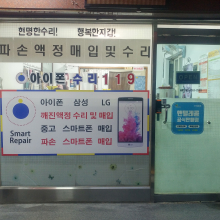 현명한수리! 행복한지갑!
파손액정매입및수리
아이폰수리119
아이폰 삼성 LG
깨진액정 수리 및 매입
중고 스마트폰 매입
파손 스마트폰 매입
Smart
Repair